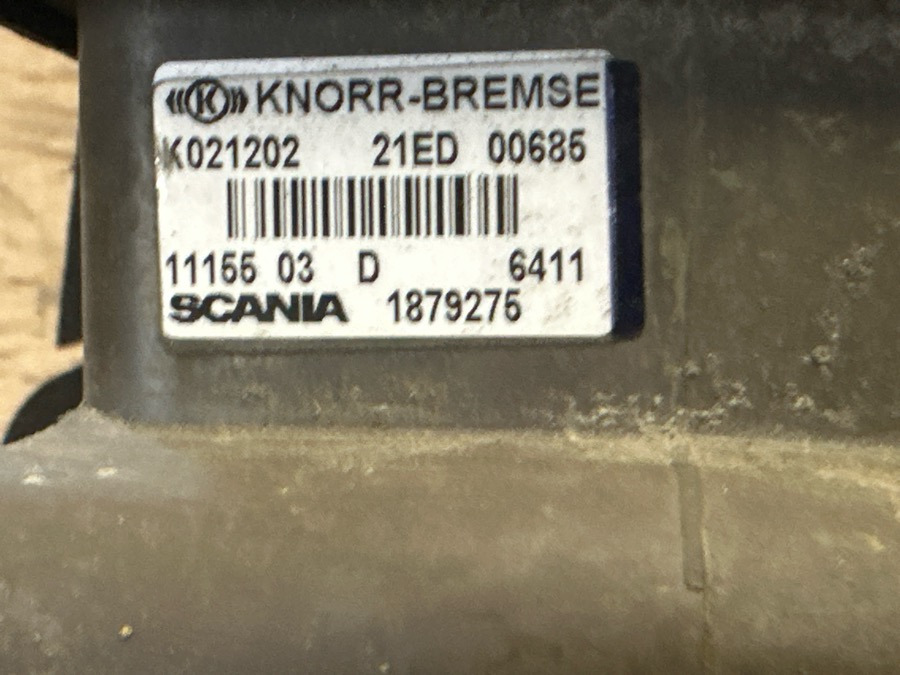 «(K)» KNORR-BREMSE
K021202 21ED 00685
11155 03 D 6411
SCANIA 1879275